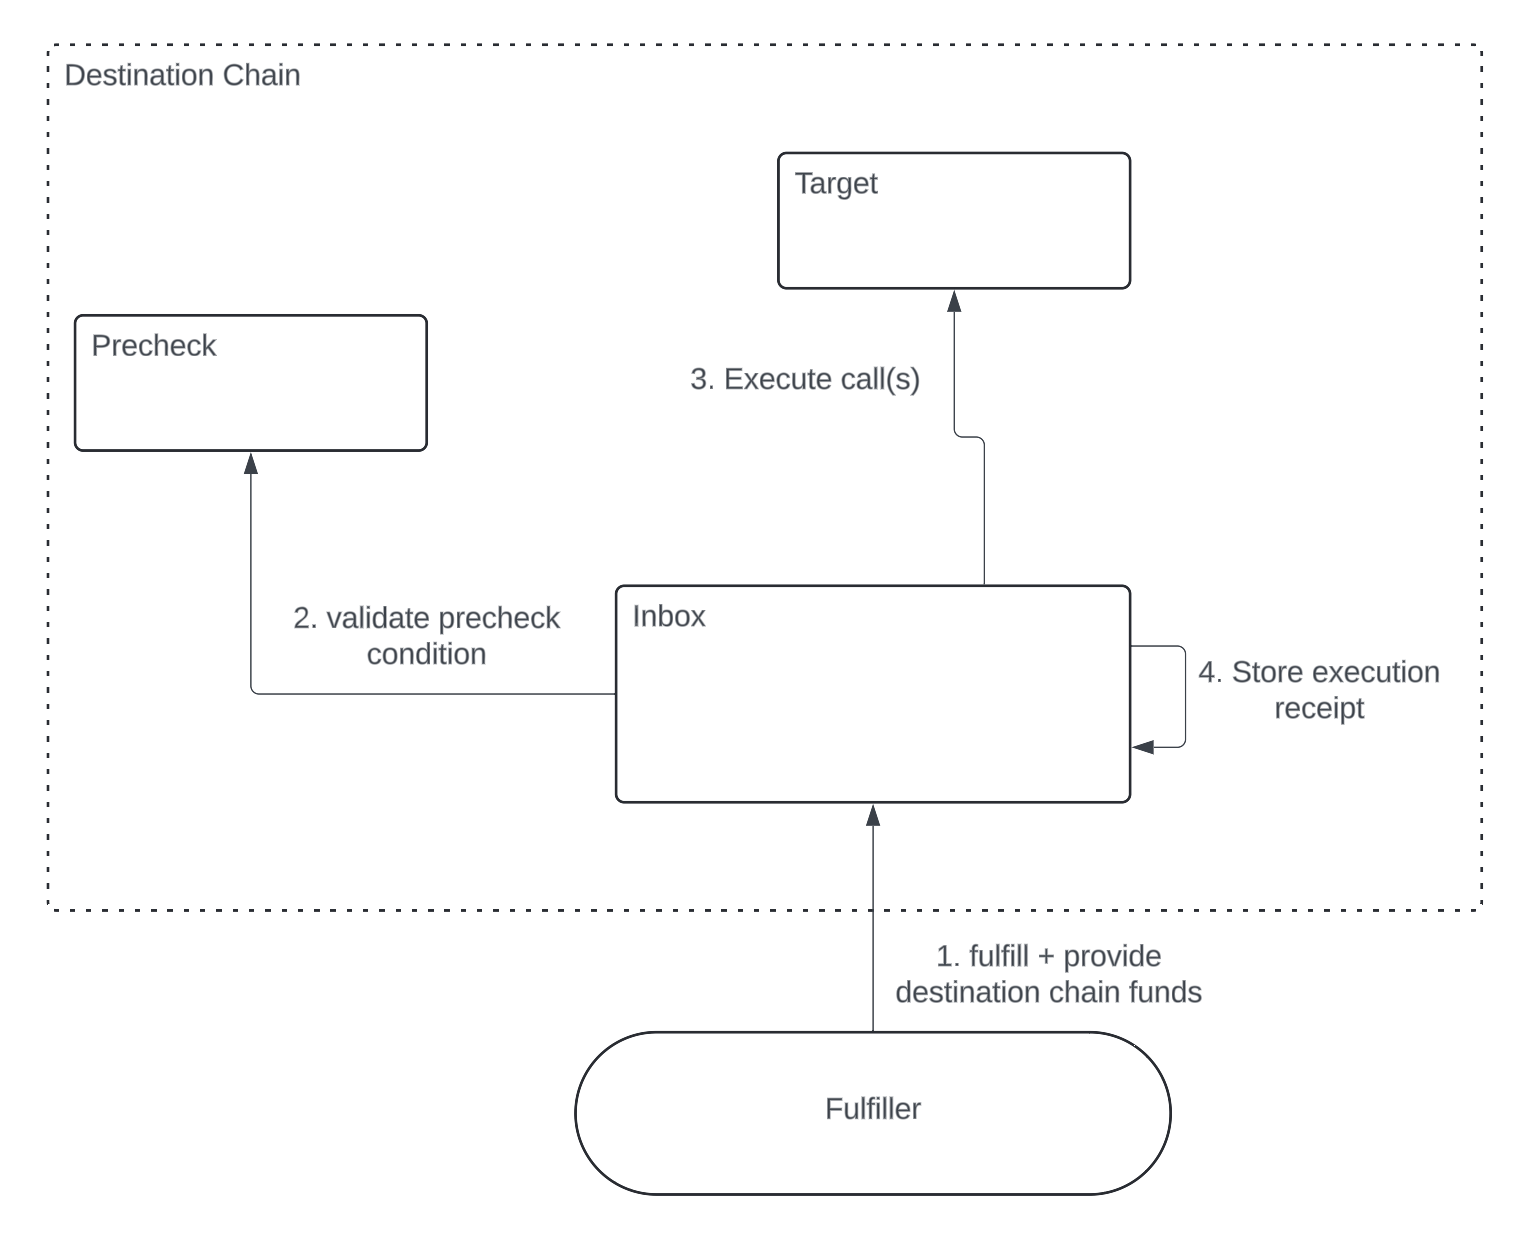 Destination Chain
Target
Precheck
3. Execute call(s)
2. validate precheck
condition
Inbox
4. Store execution
receipt
1. fulfill + provide
destination chain funds
Fulfiller